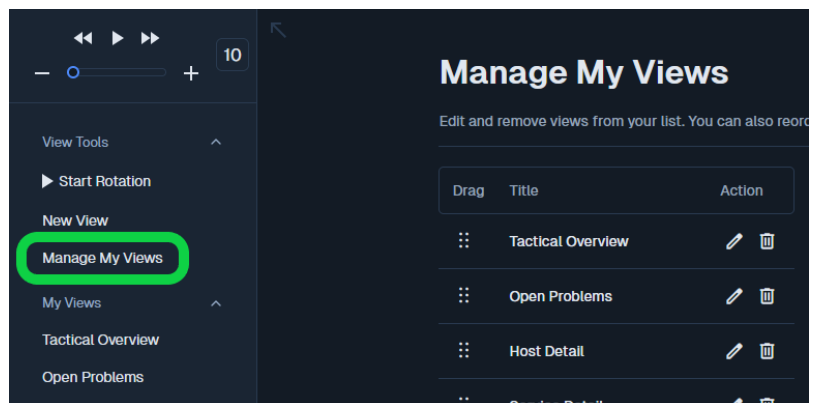 10
View Tools
Start Rotation
New View
Manage My Views
My Views
Tactical Overview
Open Problems
Manage My Views
Edit and remove views from your list. You can also
Drag Title Action
Tactical Overview
Open Problems
Host Detail